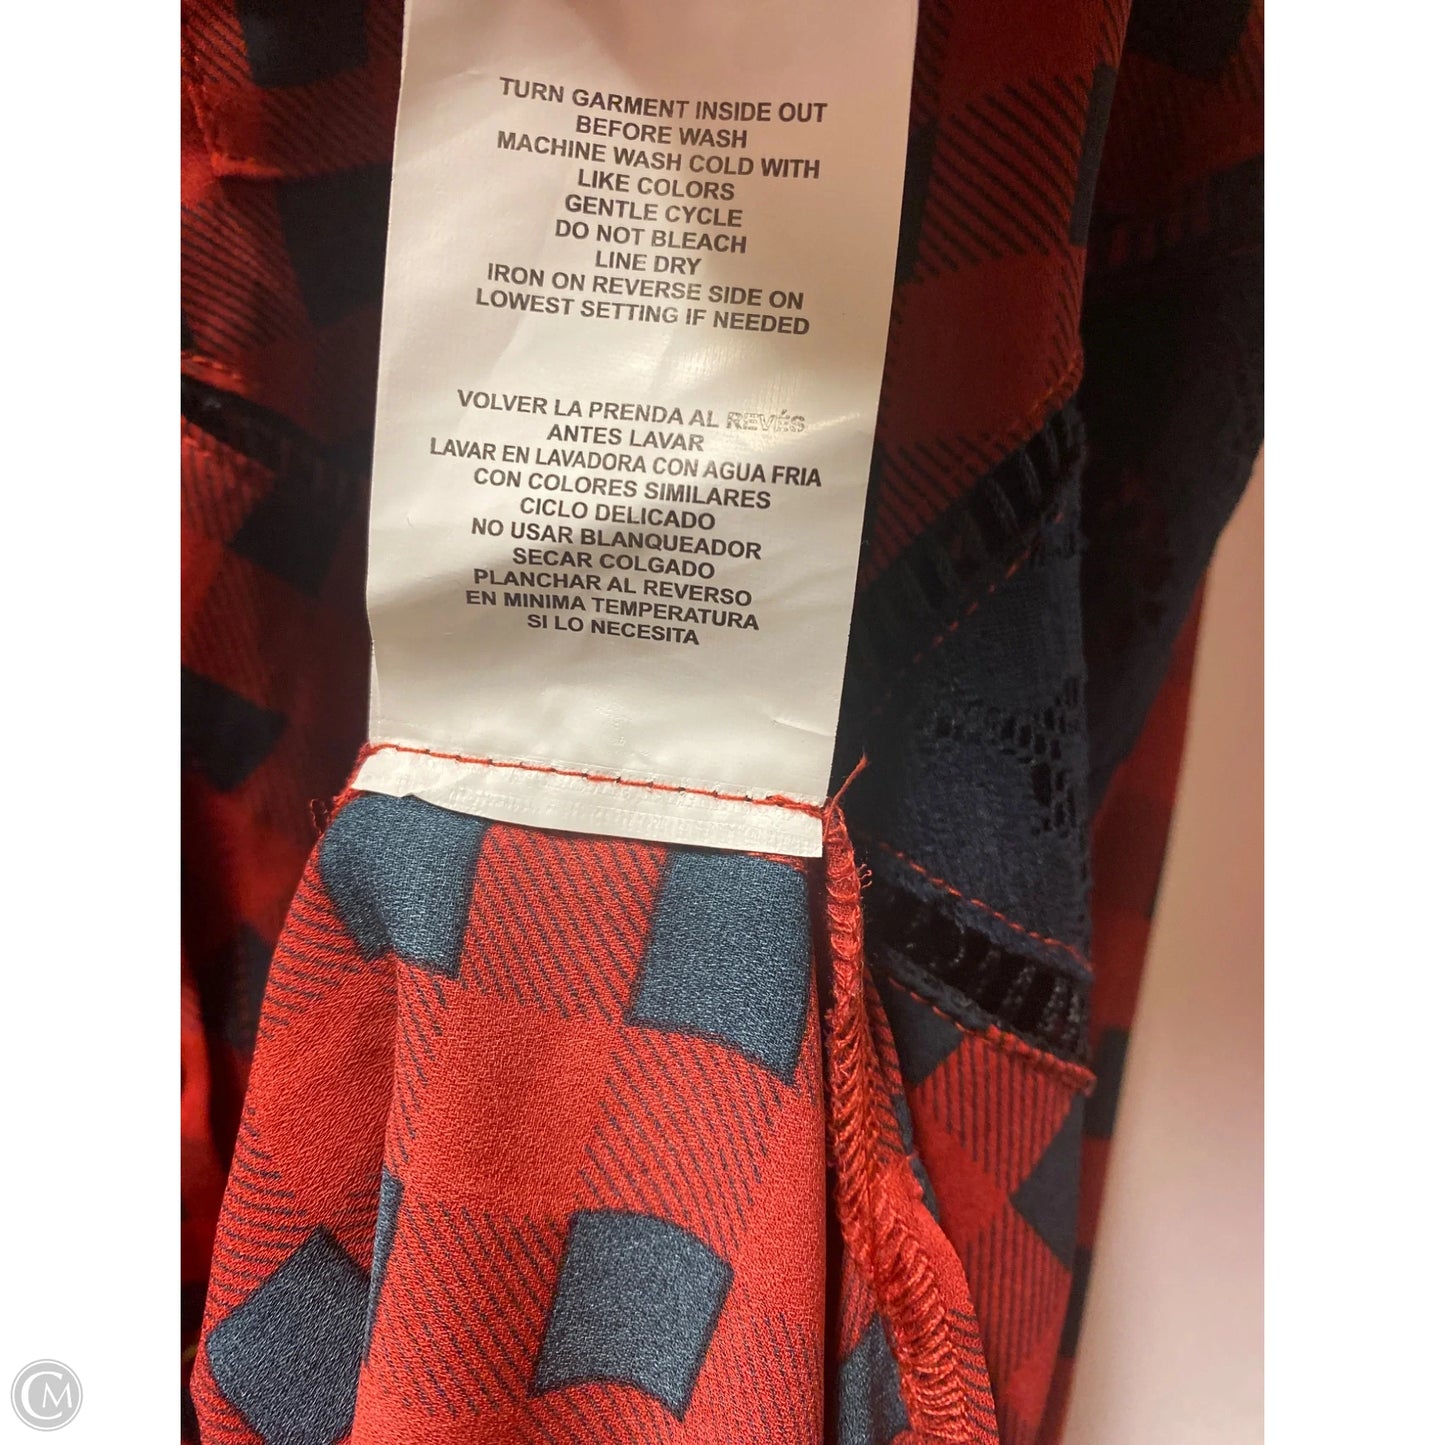 TURN GARMENT INSIDE OUT
BEFORE WASH
MACHINE WASH COLD WITH
LIKE COLORS
GENTLE CYCLE
DO NOT BLEACH
LINE DRY
IRON ON REVERSE SIDE ON
LOWEST SETTING IF NEEDED
VOLVER LA PRENDA AL REVÉS
ANTES LAVAR
LAVAR EN LAVADORA CON AGUA FRIA
CON COLORES SIMILARES
CICLO DELICADO
NO USAR BLANQUEADOR
SECAR COLGADO
PLANCHAR AL REVERSO
EN MINIMA TEMPERATURA
SI LO NECESITA
CM